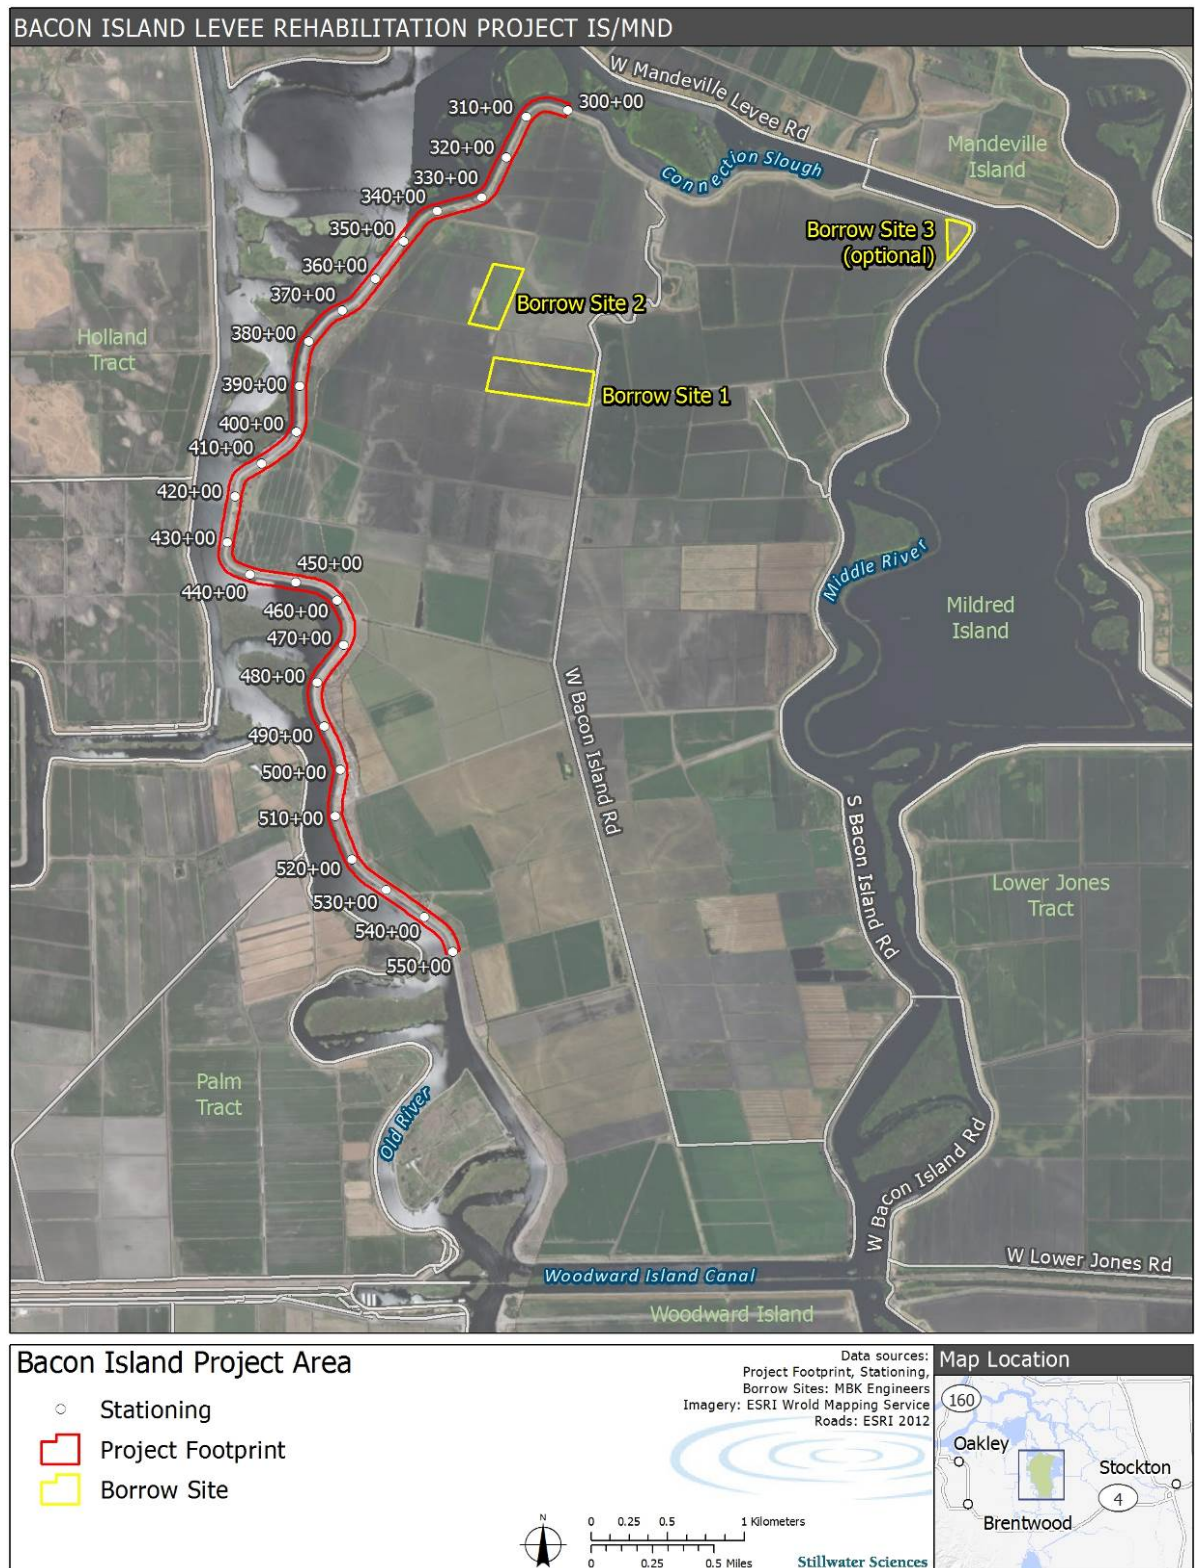 BACON ISLAND LEVEE REHABILITATION PROJECT IS/MND
W Mandeville Levee Rd
310+00
300+00
320+00
Mandeville
Island
Connection Slough
330+00
340+00
350+00
Borrow Site 3
(optional)
360+00
370+00
Borrow Site 2
Holland
Tract
380+00
390+00
Borrow Site 1
400+00
410+00
420+00
430+00
450+00
440+00
Middle River
460+00
Mildred
Island
470+00
480+00
W Bacon Island Rd
490+00
500+00
510+00
S Bacon Island Rd
520+00
Lower Jones
Tract
530+00
540+00
550+00
Palm
Tract
Old River
W Bacon Island Rd
W Lower Jones Rd
Woodward Island Canal
Woodward Island
Bacon Island Project Area
Stationing
Project Footprint
Borrow Site
Data sources:
Project Footprint, Stationing,
Borrow Sites: MBK Engineers
Imagery: ESRI Wrold Mapping Service
Roads: ESRI 2012
N
0 0.25 0.5 1 Kilometers
0 0.25 0.5 Miles
Stillwater Sciences
Map Location
160
Oakley
Stockton
4
Brentwood